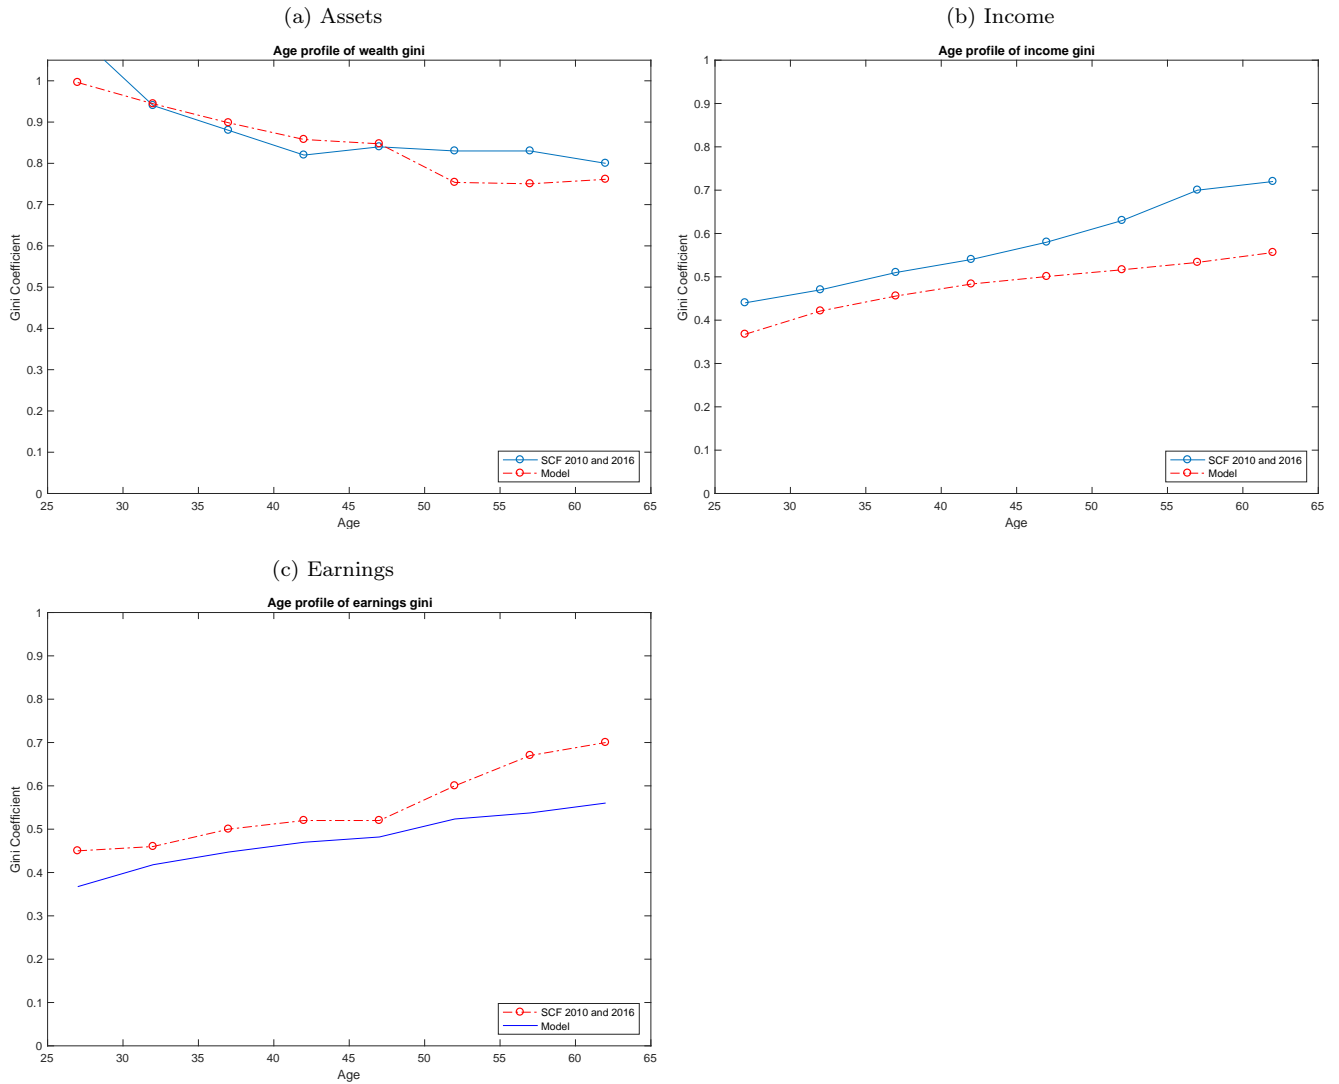 (a) Assets
Age profile of wealth gini
Gini Coefficient
1
0.9
0.8
0.7
0.6
0.5
0.4
0.3
0.2
0.1
0
25 30 35 40 45 50 55 60 65
Age
SCF 2010 and 2016
Model
(b) Income
Age profile of income gini
Gini Coefficient
1
0.9
0.8
0.7
0.6
0.5
0.4
0.3
0.2
0.1
0
25 30 35 40 45 50 55 60 65
Age
SCF 2010 and 2016
Model
(c) Earnings
Age profile of earnings gini
Gini Coefficient
1
0.9
0.8
0.7
0.6
0.5
0.4
0.3
0.2
0.1
0
25 30 35 40 45 50 55 60 65
Age
SCF 2010 and 2016
Model